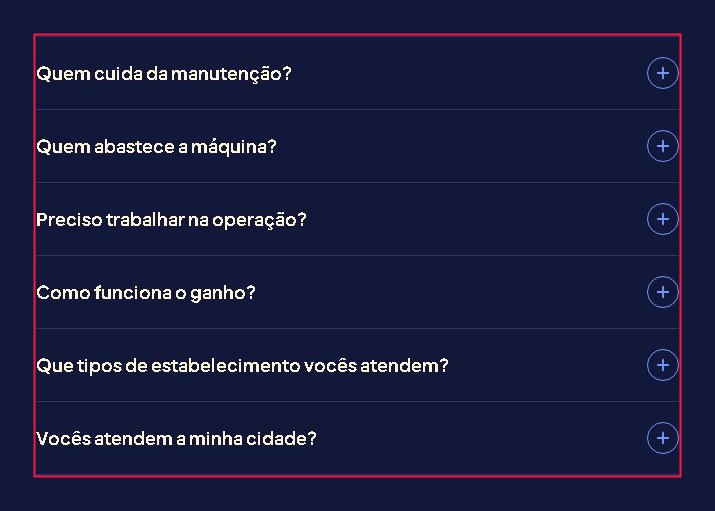 Quem cuida da manutenção?
Quem abastece a máquina?
Preciso trabalhar na operação?
Como funciona o ganho?
Que tipos de estabelecimento vocês atendem?
Vocês atendem a minha cidade?